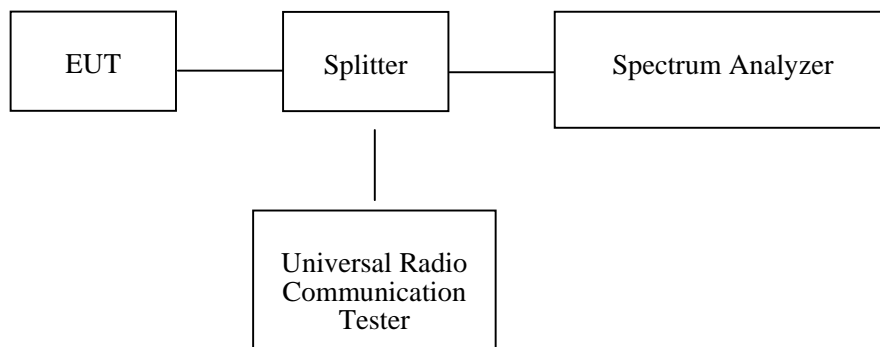 EUT
Splitter
Spectrum Analyzer
Universal Radio
Communication
Tester